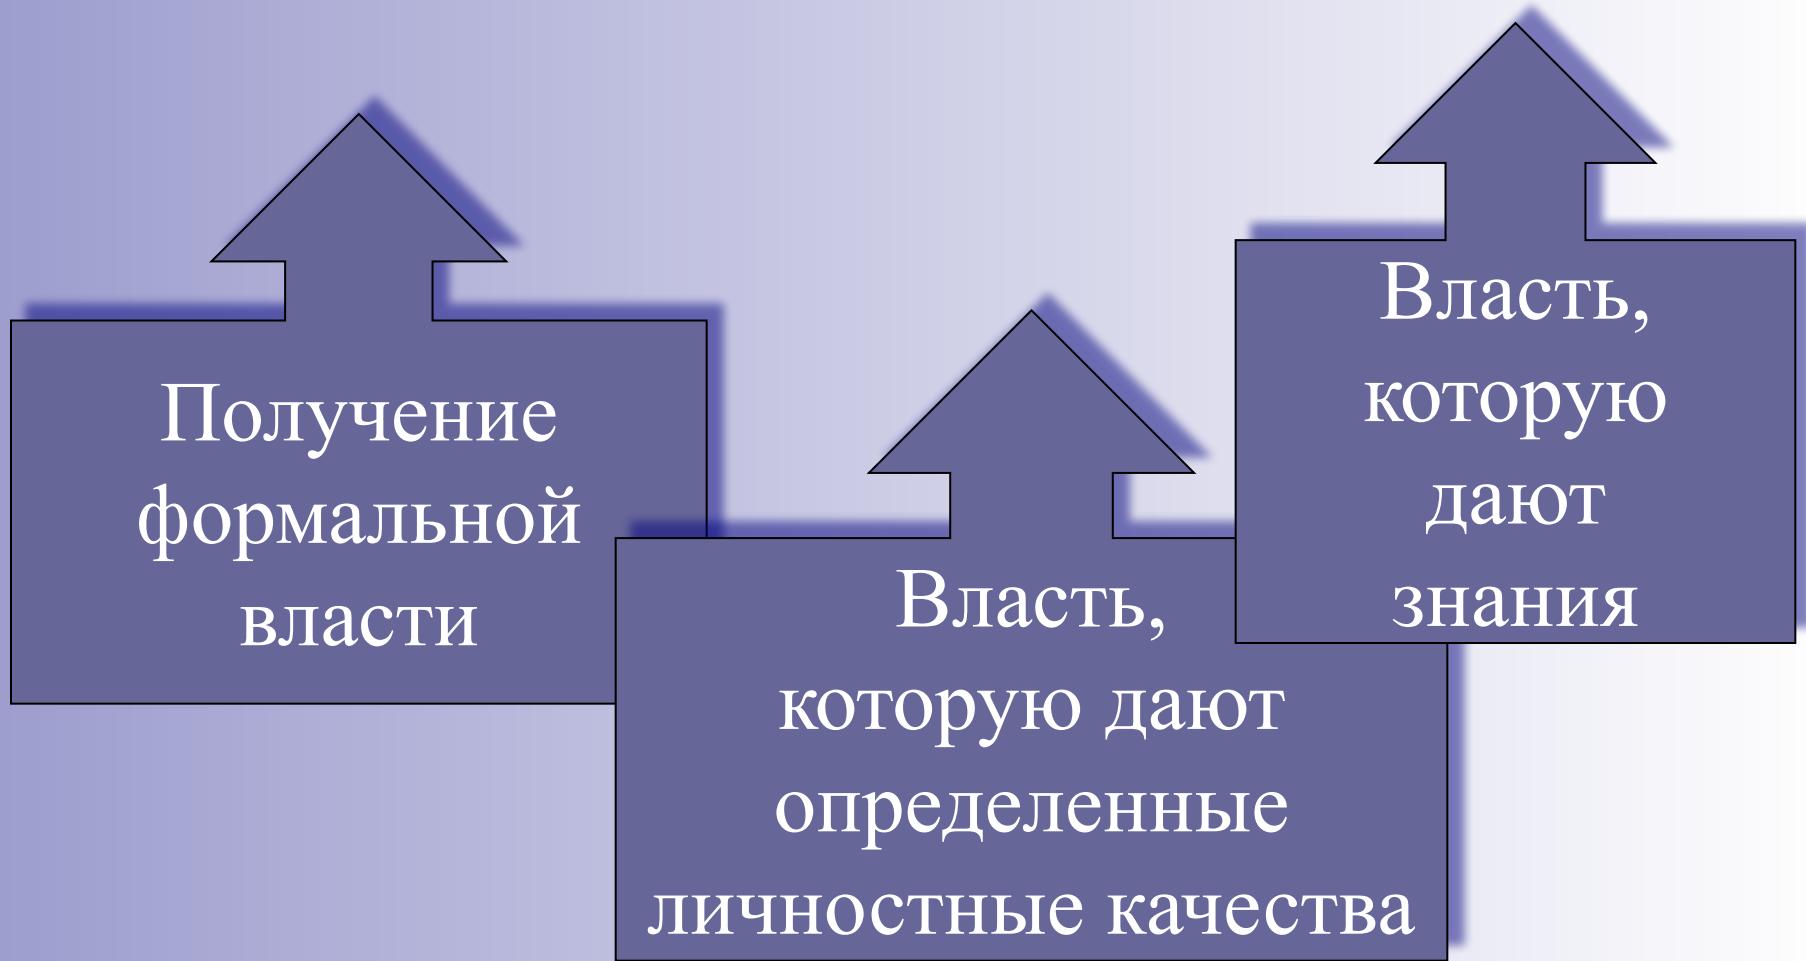 Получение
формальной
власти
Власть,
которую дают
определенные
личностные качества
Власть,
которую
дают
знания